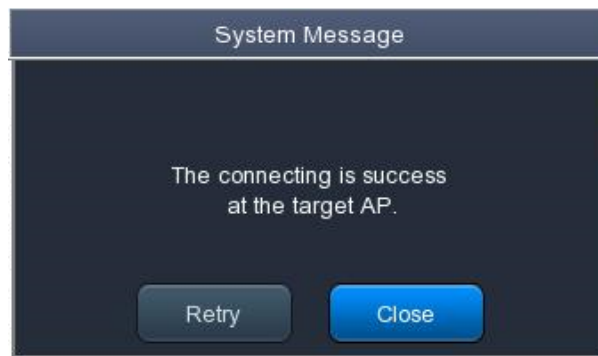 System Message
The connecting is success
at the target AP.
Retry
Close